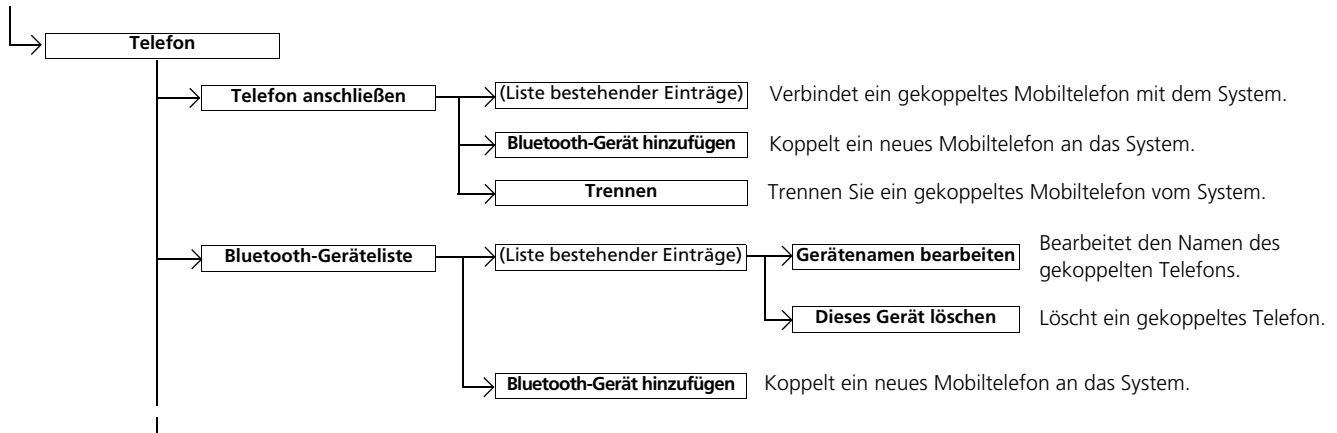 Telefon
Telefon anschließen
(Liste bestehender Einträge)
Verbindet ein gekoppeltes Mobiltelefon mit dem System.
Bluetooth-Gerät hinzufügen
Koppelt ein neues Mobiltelefon an das System.
Trennen
Trennen Sie ein gekoppeltes Mobiltelefon vom System.
Bluetooth-Geräteliste
(Liste bestehender Einträge)
Gerätenamen bearbeiten
Bearbeitet den Namen des
gekoppelten Telefons.
Dieses Gerät löschen
Löscht ein gekoppeltes Telefon.
Bluetooth-Gerät hinzufügen
Koppelt ein neues Mobiltelefon an das System.